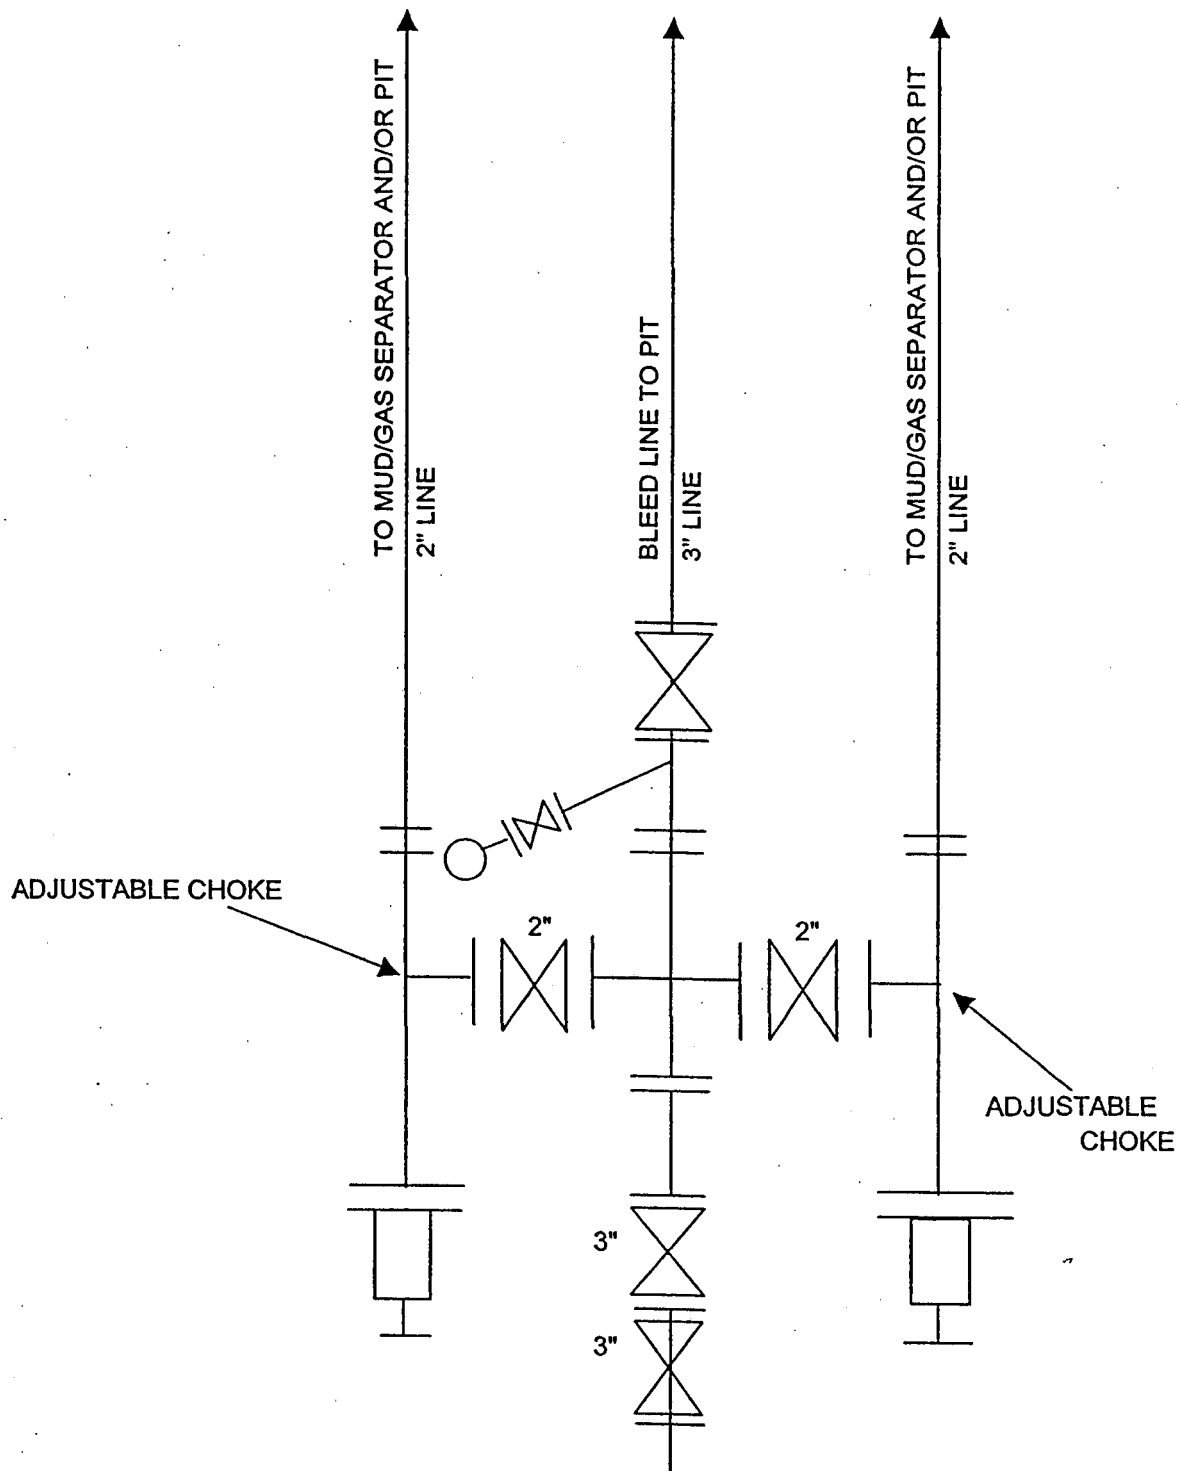 TO MUD/GAS SEPARATOR AND/OR PIT
2" LINE
BLEED LINE TO PIT
3" LINE
TO MUD/GAS SEPARATOR AND/OR PIT
2" LINE
ADJUSTABLE CHOKE
2"
2"
ADJUSTABLE
CHOKE
3"
3"